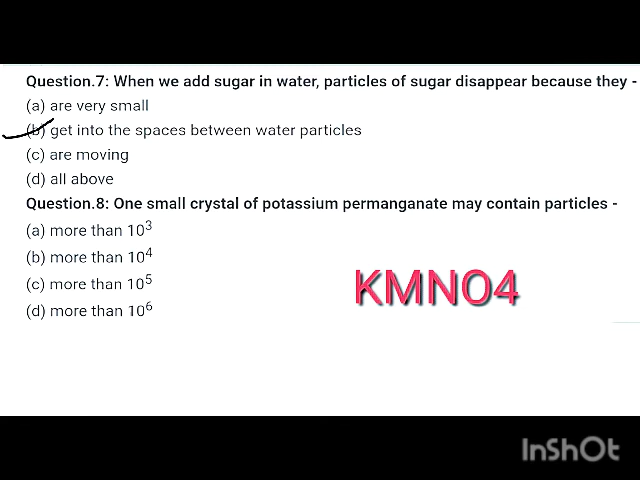 Question.7: When we add sugar in water, particles of sugar disappear because they -
(a) are very small
(b) get into the spaces between water particles
(c) are moving
(d) all above
Question.8: One small crystal of potassium permanganate may contain particles -
(a) more than 10³
(b) more than 10⁴
(c) more than 10⁵
(d) more than 10⁶
KMNO4
InShOt